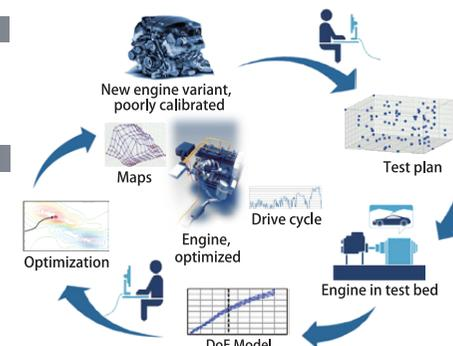 New engine variant,
poorly calibrated
Test plan
Maps
Drive cycle
Engine,
optimized
Optimization
Engine in test bed
DoE Model